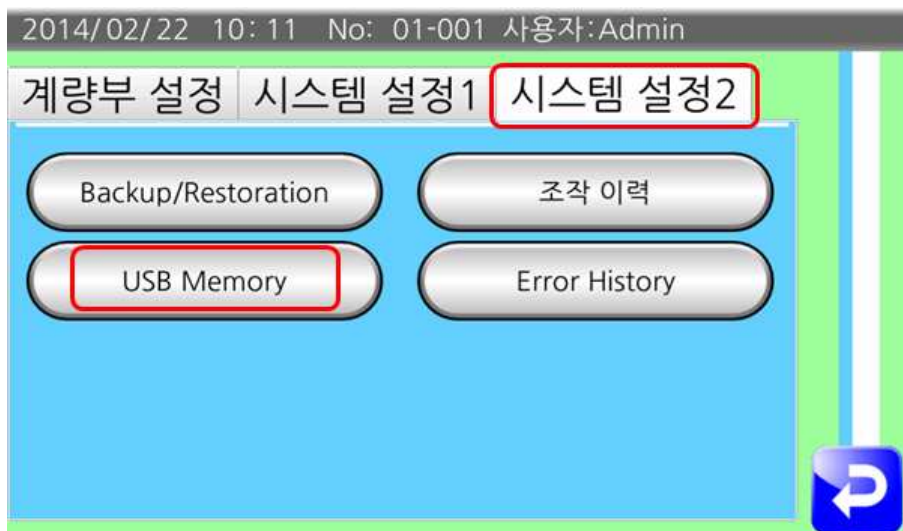 2014/02/22 10:11 No: 01-001 사용자:Admin
계량부 설정 시스템 설정1 시스템 설정2
Backup/Restoration 조작 이력
USB Memory Error History